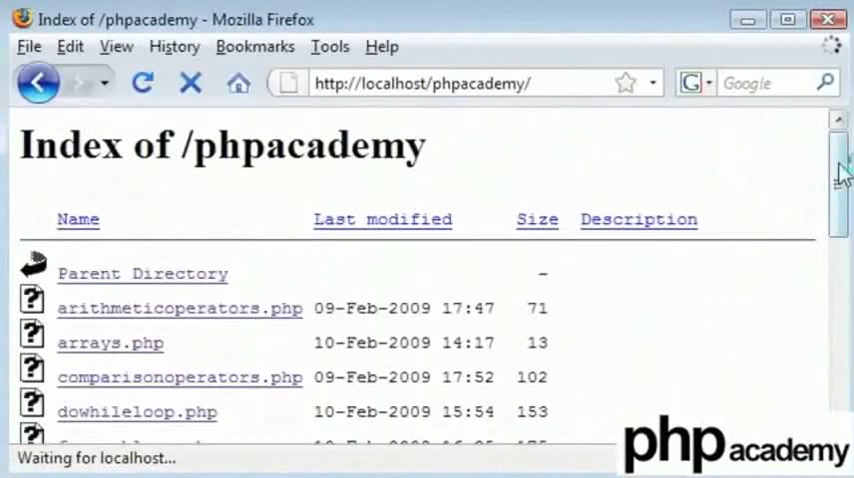 Index of /phpacademy - Mozilla Firefox
File Edit View History Bookmarks Tools Help
http://localhost/phpacademy/ G Google
Index of /phpacademy
Name Last modified Size Description
Parent Directory -
arithmeticoperators.php 09-Feb-2009 17:47 71
arrays.php 10-Feb-2009 14:17 13
comparisonoperators.php 09-Feb-2009 17:52 102
dowhileloop.php 10-Feb-2009 15:54 153
Waiting for localhost...
php academy